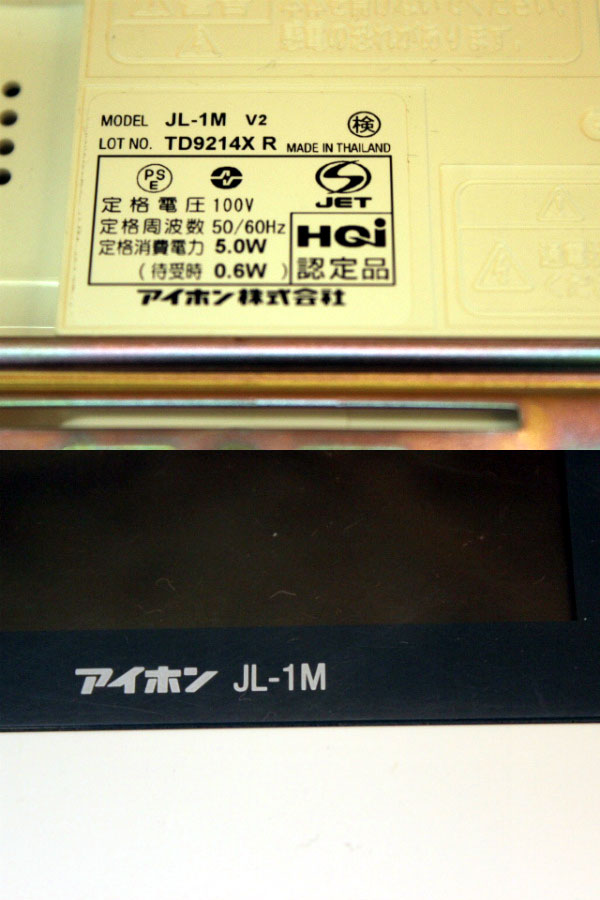 MODEL JL-1M V2
検
LOT NO. TD9214X R MADE IN THAILAND
PS E
S JET
定格電圧 100V
定格周波数 50/60Hz
HQi
定格消費電力 5.0W
(待受時 0.6W )
認定品
アイホン株式会社
アイホン JL-1M